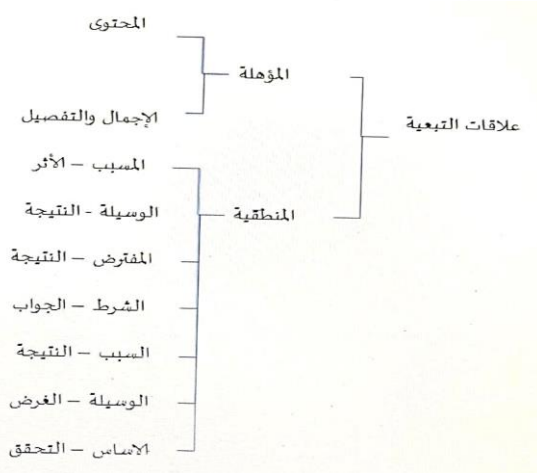 علاقات التبعية
المؤهلة
المحتوى
الإجمال والتفصيل
المنطقية
المسبب – الأثر
الوسيلة - النتيجة
المفترض – النتيجة
الشرط – الجواب
السبب – النتيجة
الوسيلة – الغرض
الاساس – التحقق